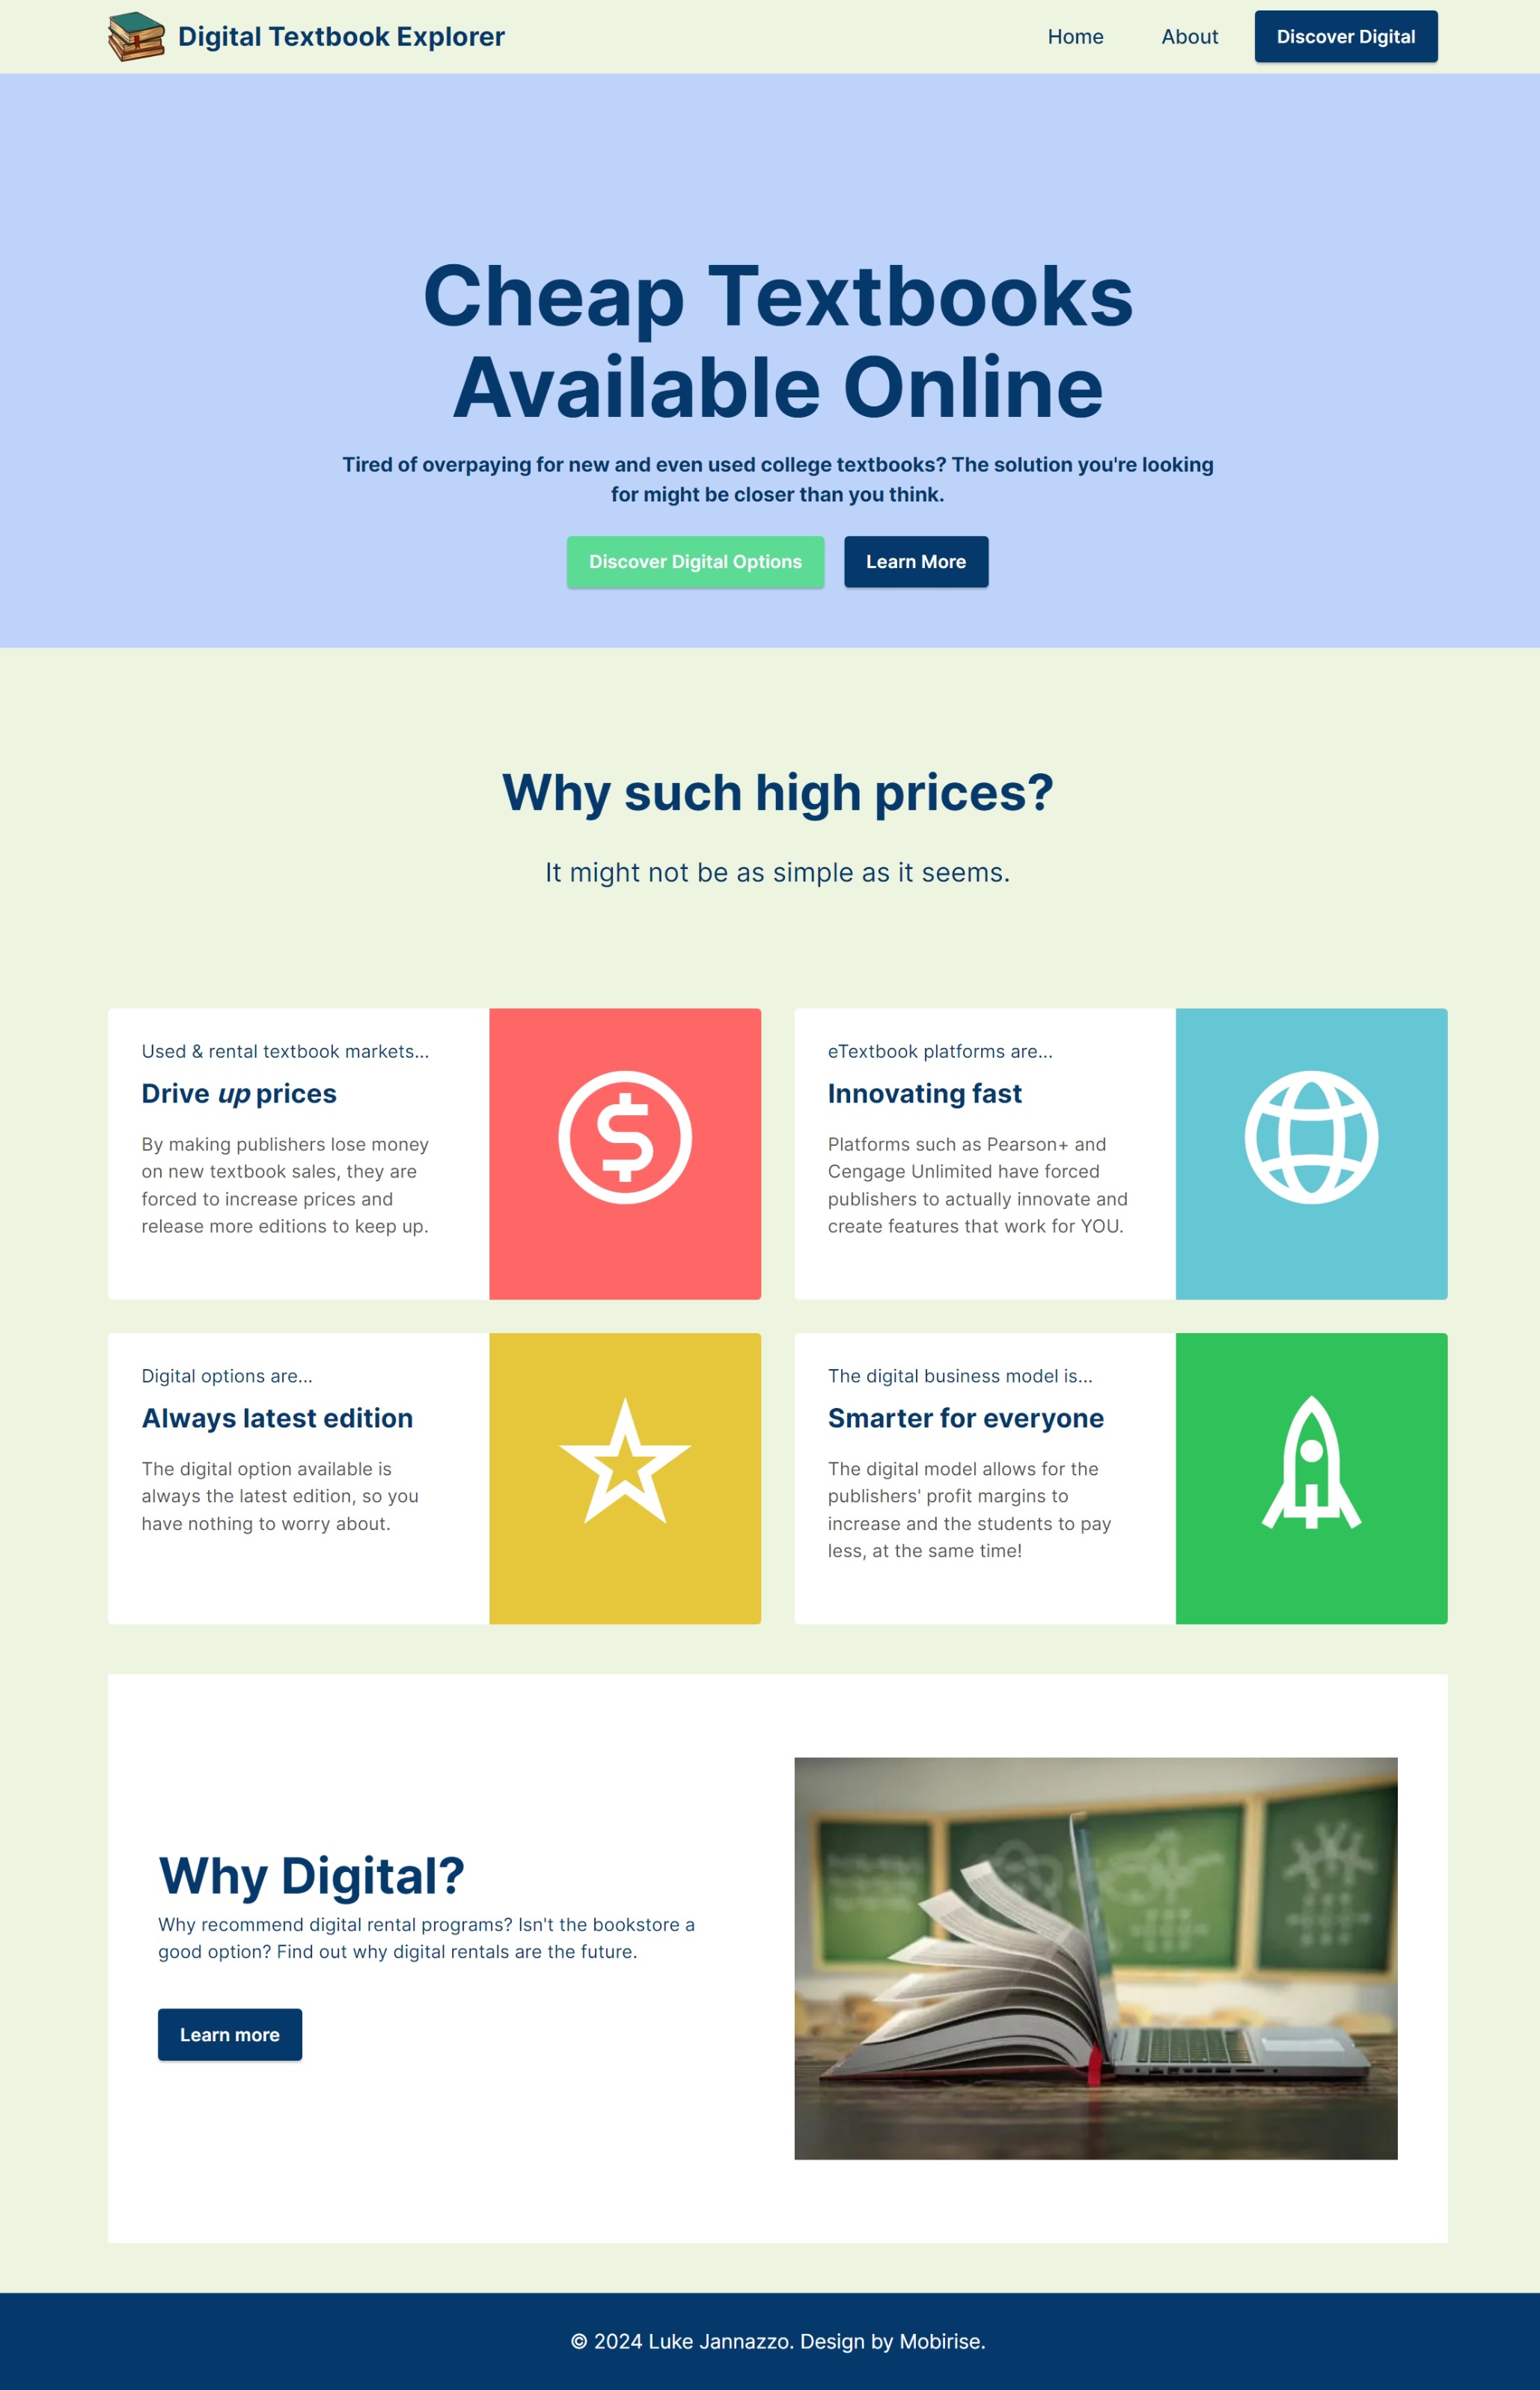 Digital Textbook Explorer
Home
About
Discover Digital
Cheap Textbooks
Available Online
Tired of overpaying for new and even used college textbooks? The solution you're looking
for might be closer than you think.
Discover Digital Options
Learn More
Why such high prices?
It might not be as simple as it seems.
Used & rental textbook markets...
Drive up prices
By making publishers lose money
on new textbook sales, they are
forced to increase prices and
release more editions to keep up.
eTextbook platforms are...
Innovating fast
Platforms such as Pearson+ and
Cengage Unlimited have forced
publishers to actually innovate and
create features that work for YOU.
Digital options are...
Always latest edition
The digital option available is
always the latest edition, so you
have nothing to worry about.
The digital business model is...
Smarter for everyone
The digital model allows for the
publishers' profit margins to
increase and the students to pay
less, at the same time!
Why Digital?
Why recommend digital rental programs? Isn't the bookstore a
good option? Find out why digital rentals are the future.
Learn more
© 2024 Luke Jannazzo. Design by Mobirise.